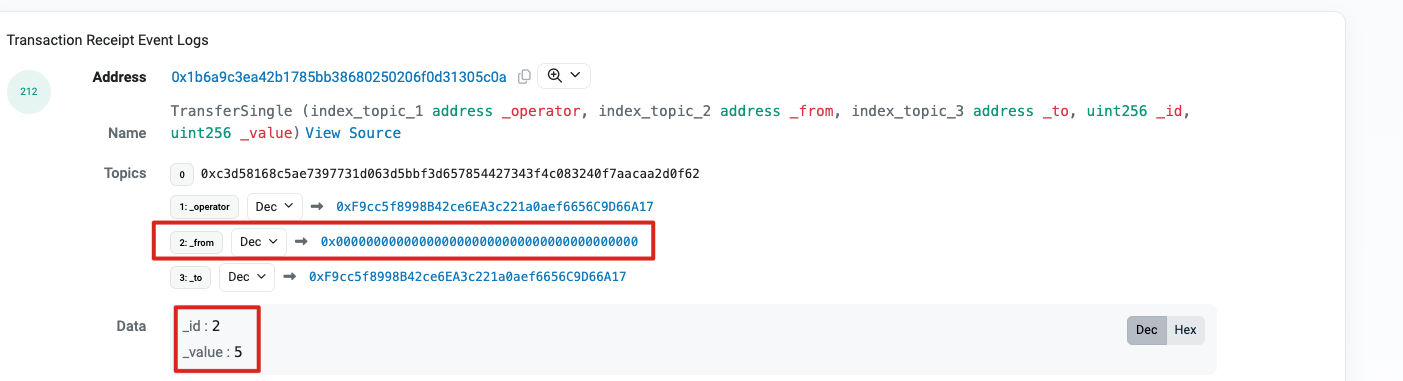 Transaction Receipt Event Logs
212
Address 0x1b6a9c3ea42b1785bb38680250206f0d31305c0a
Name TransferSingle (index_topic_1 address _operator, index_topic_2 address _from, index_topic_3 address _to, uint256 _id,
uint256 _value) View Source
Topics 0 0xc3d58168c5ae7397731d063d5bbf3d657854427343f4c083240f7aacaa2d0f62
1: _operator Dec 0xF9cc5f8998B42ce6EA3c221a0aef6656C9D66A17
2: _from Dec 0x0000000000000000000000000000000000000000
3: _to Dec 0xF9cc5f8998B42ce6EA3c221a0aef6656C9D66A17
Data _id : 2 Dec Hex
_value : 5